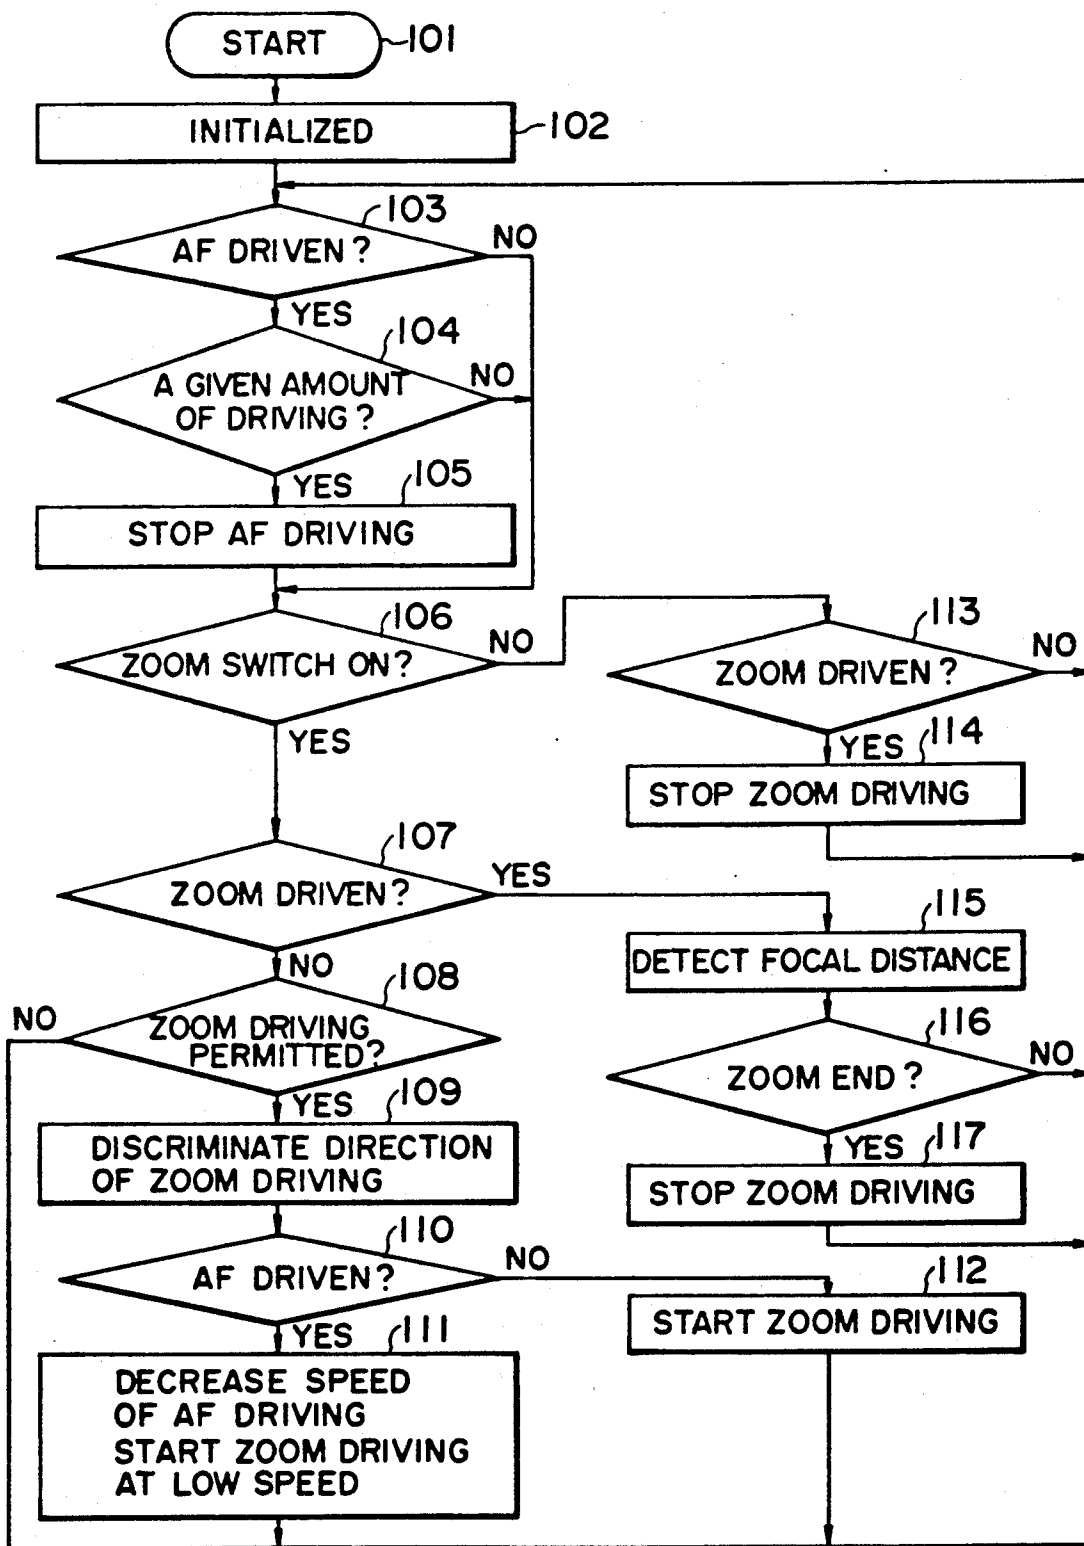 START
101
INITIALIZED
102
103
AF DRIVEN?
NO
YES
104
A GIVEN AMOUNT
OF DRIVING?
NO
YES
105
STOP AF DRIVING
106
ZOOM SWITCH ON?
NO
YES
113
ZOOM DRIVEN?
NO
YES
114
STOP ZOOM DRIVING
107
ZOOM DRIVEN?
YES
NO
115
DETECT FOCAL DISTANCE
108
NO
ZOOM DRIVING
PERMITTED?
YES
116
ZOOM END?
NO
YES
109
DISCRIMINATE DIRECTION
OF ZOOM DRIVING
117
STOP ZOOM DRIVING
110
AF DRIVEN?
NO
YES
112
START ZOOM DRIVING
111
DECREASE SPEED
OF AF DRIVING
START ZOOM DRIVING
AT LOW SPEED